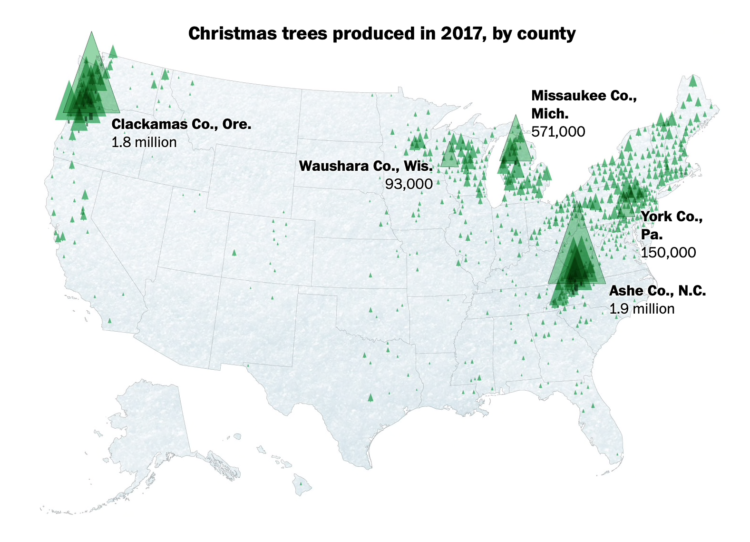 Christmas trees produced in 2017, by county
Clackamas Co., Ore.
1.8 million
Missaukee Co.,
Mich.
571,000
Waushara Co., Wis.
93,000
York Co.,
Pa.
150,000
Ashe Co., N.C.
1.9 million